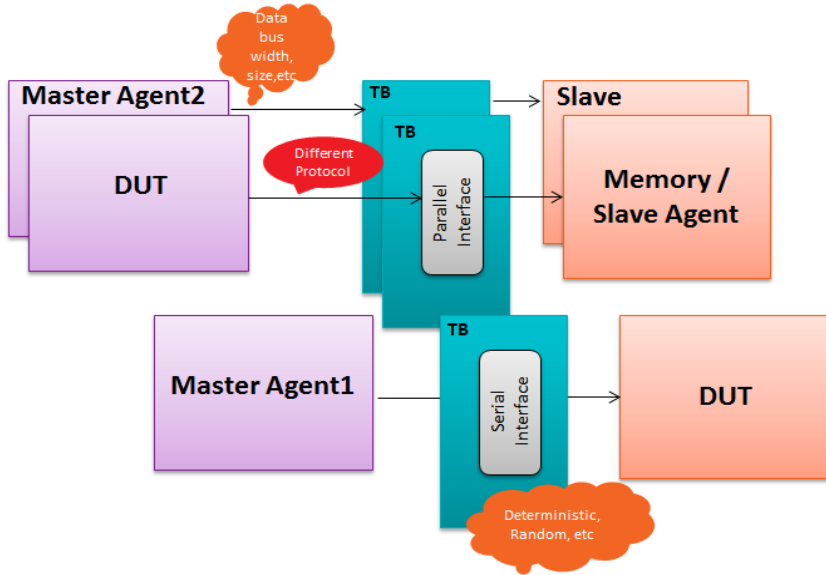 Data
bus
width,
size,etc
Master Agent2
TB
Slave
TB
DUT
Different
Protocol
Parallel
Interface
Memory /
Slave Agent
TB
Master Agent1
Serial
Interface
DUT
Deterministic,
Random, etc